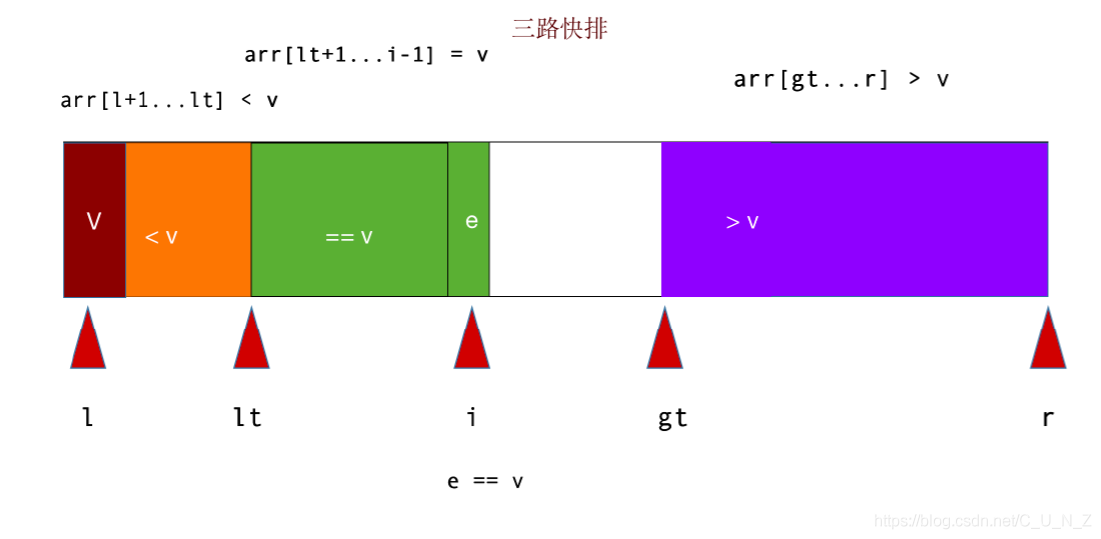 三路快排
arr[lt+1...i-1] = v
arr[gt...r] > v
arr[l+1...lt] < v
V
< v
== v
e
> v
l
lt
i
gt
r
e == v
https://blog.csdn.net/C_U_N_Z